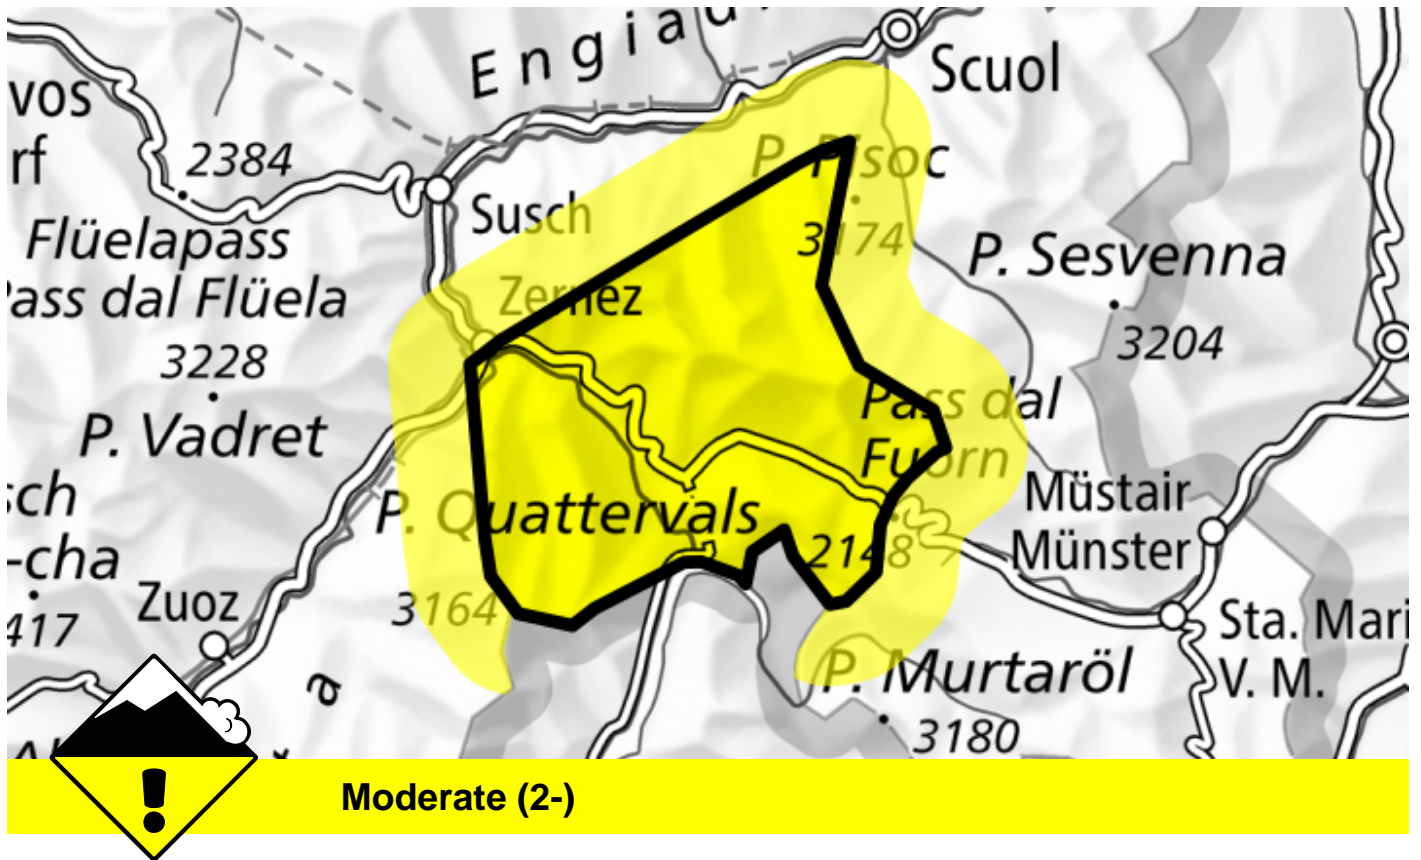 Engiad
Scuol
vos
rf
2384
P. Pisoc
3174
Susch
Flüelapass
Pass dal Flüela
Zernez
P. Sesvenna
3204
3228
P. Vadret
Pass dal
Fuorn
2148
P. Quattervals
3164
Müstair
Münster
sch
-cha
417
Zuoz
Sta. Mari
V. M.
P. Murtaröl
3180
a
Moderate (2-)